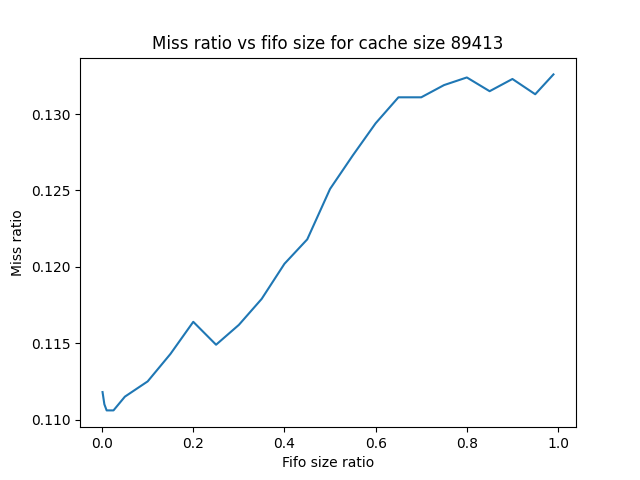 Miss ratio vs fifo size for cache size 89413
0.130
0.125
0.120
0.115
0.110
Miss ratio
0.0 0.2 0.4 0.6 0.8 1.0
Fifo size ratio